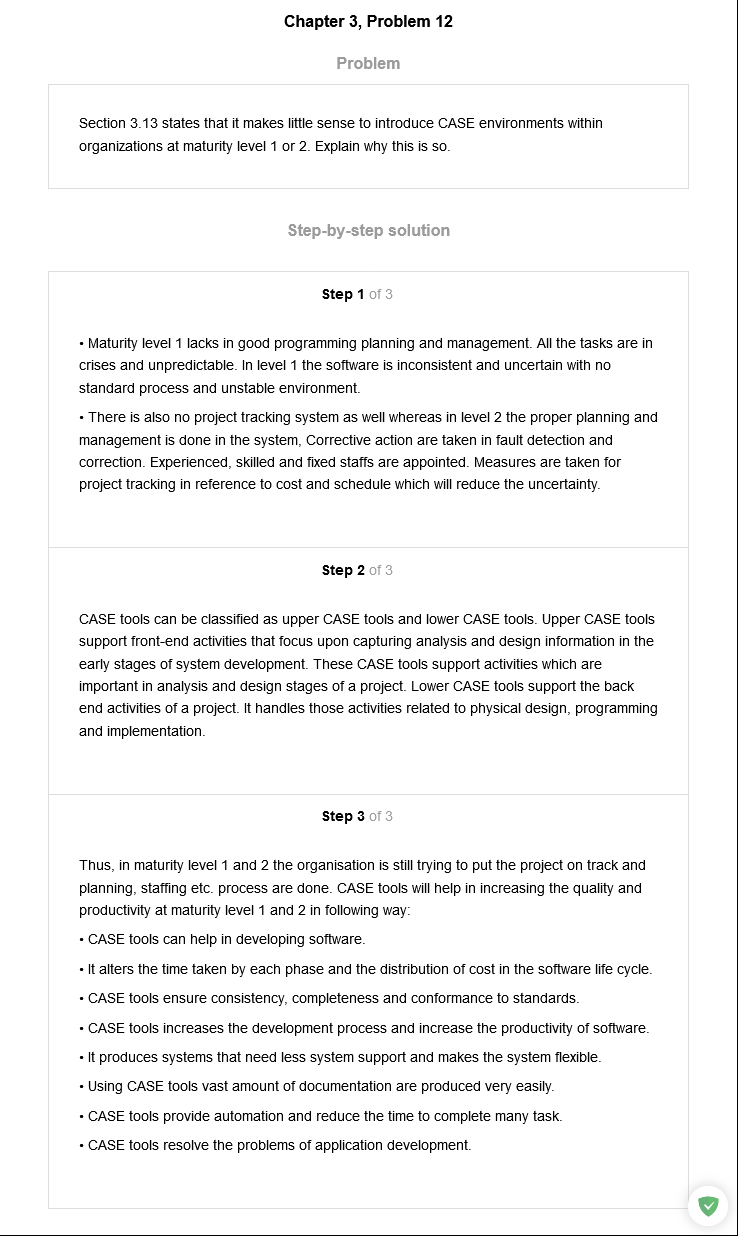 Chapter 3, Problem 12
Problem
Section 3.13 states that it makes little sense to introduce CASE environments within
organizations at maturity level 1 or 2. Explain why this is so.
Step-by-step solution
Step 1 of 3
• Maturity level 1 lacks in good programming planning and management. All the tasks are in
crises and unpredictable. In level 1 the software is inconsistent and uncertain with no
standard process and unstable environment.
• There is also no project tracking system as well whereas in level 2 the proper planning and
management is done in the system, Corrective action are taken in fault detection and
correction. Experienced, skilled and fixed staffs are appointed. Measures are taken for
project tracking in reference to cost and schedule which will reduce the uncertainty.
Step 2 of 3
CASE tools can be classified as upper CASE tools and lower CASE tools. Upper CASE tools
support front-end activities that focus upon capturing analysis and design information in the
early stages of system development. These CASE tools support activities which are
important in analysis and design stages of a project. Lower CASE tools support the back
end activities of a project. It handles those activities related to physical design, programming
and implementation.
Step 3 of 3
Thus, in maturity level 1 and 2 the organisation is still trying to put the project on track and
planning, staffing etc. process are done. CASE tools will help in increasing the quality and
productivity at maturity level 1 and 2 in following way:
• CASE tools can help in developing software.
• It alters the time taken by each phase and the distribution of cost in the software life cycle.
• CASE tools ensure consistency, completeness and conformance to standards.
• CASE tools increases the development process and increase the productivity of software.
• It produces systems that need less system support and makes the system flexible.
• Using CASE tools vast amount of documentation are produced very easily.
• CASE tools provide automation and reduce the time to complete many task.
• CASE tools resolve the problems of application development.